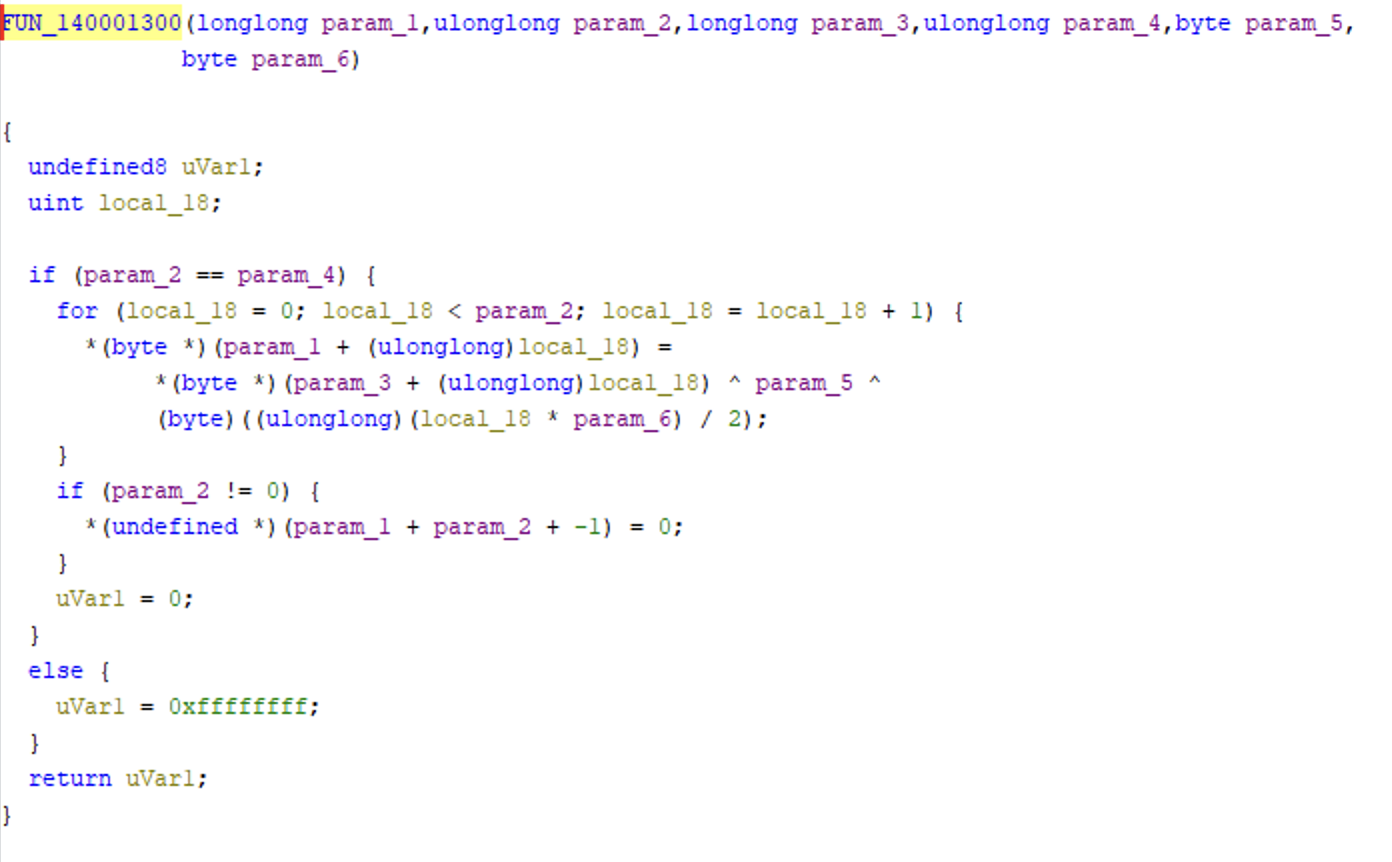 FUN_140001300(longlong param_1,ulonglong param_2,longlong param_3,ulonglong param_4,byte param_5,
byte param_6)
{
undefined8 uVar1;
uint local_18;
if (param_2 == param_4) {
for (local_18 = 0; local_18 < param_2; local_18 = local_18 + 1) {
*(byte *)(param_1 + (ulonglong)local_18) =
*(byte *)(param_3 + (ulonglong)local_18) ^ param_5 ^
(byte)((ulonglong)(local_18 * param_6) / 2);
}
if (param_2 != 0) {
*(undefined *)(param_1 + param_2 + -1) = 0;
}
uVar1 = 0;
}
else {
uVar1 = 0xffffffff;
}
return uVar1;
}